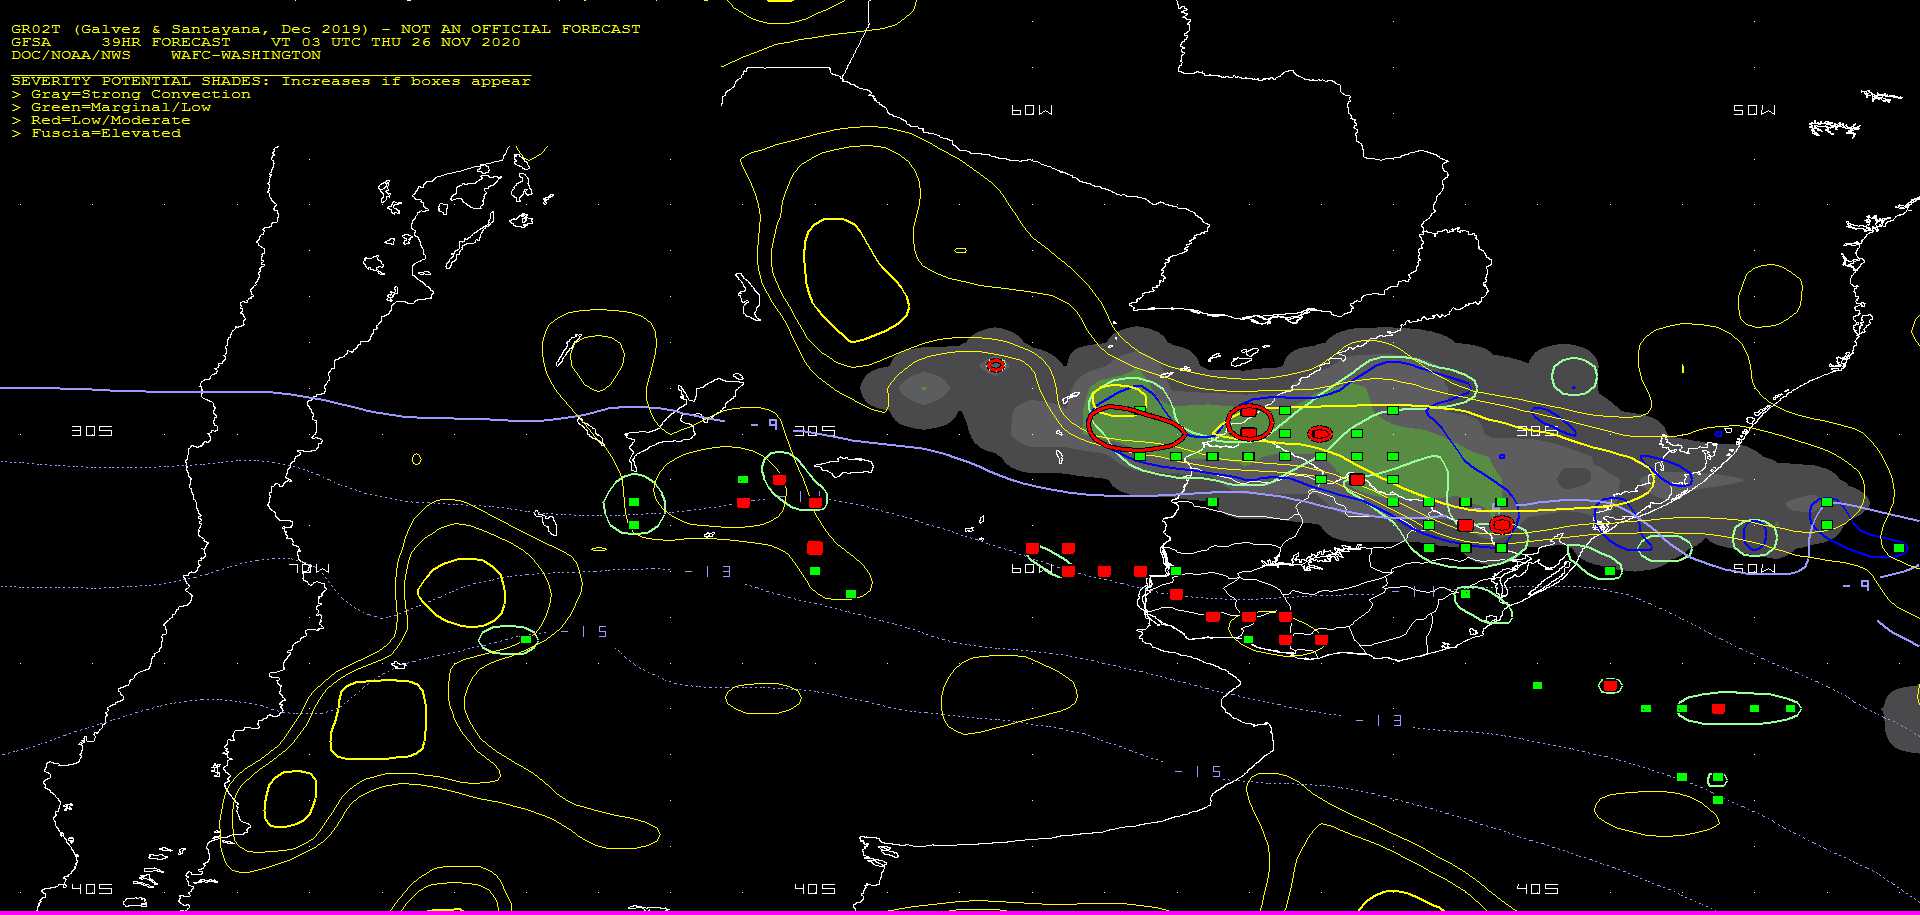 GR02T (Galvez & Santayana, Dec 2019) – NOT AN OFFICIAL FORECAST
GFSA 39HR FORECAST VT 03 UTC THU 26 NOV 2020
DOC/NOAA/NWS WAFC–WASHINGTON
SEVERITY POTENTIAL SHADES: Increases if boxes appear
> Gray=Strong Convection
> Green=Marginal/Low
> Red=Low/Moderate
> Fuscia=Elevated
60W 50W
30S -9 30S 30S
70W -13 60W 50W
-9
-15
-13
-15
40S 40S 40S